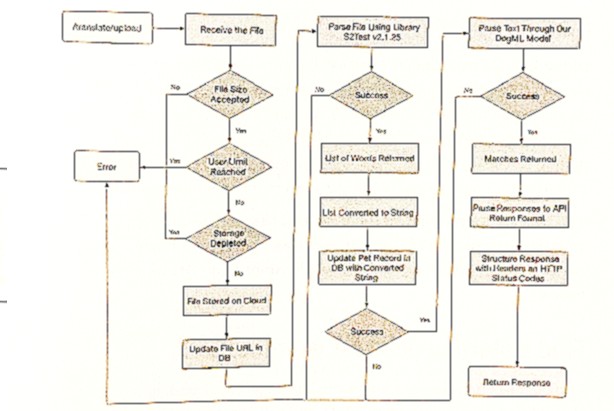 /translate/upload
Receive the File
No
File Size
Accepted
Yes
Error
Yes
User Limit
Reached
No
Yes
Storage
Depleted
No
File Stored on Cloud
Update File URL in
DB
Parse File Using Library
S2Test v2.1.25
No
Success
Yes
List of Words Returned
List Converted to String
Update Pet Record in
DB with Converted
String
Success
Yes
No
Parse Text Through Our
DogML Model
No
Success
Yes
Matches Returned
Parse Responses to API
Return Format
Structure Response
with Headers an HTTP
Status Codes
Return Response